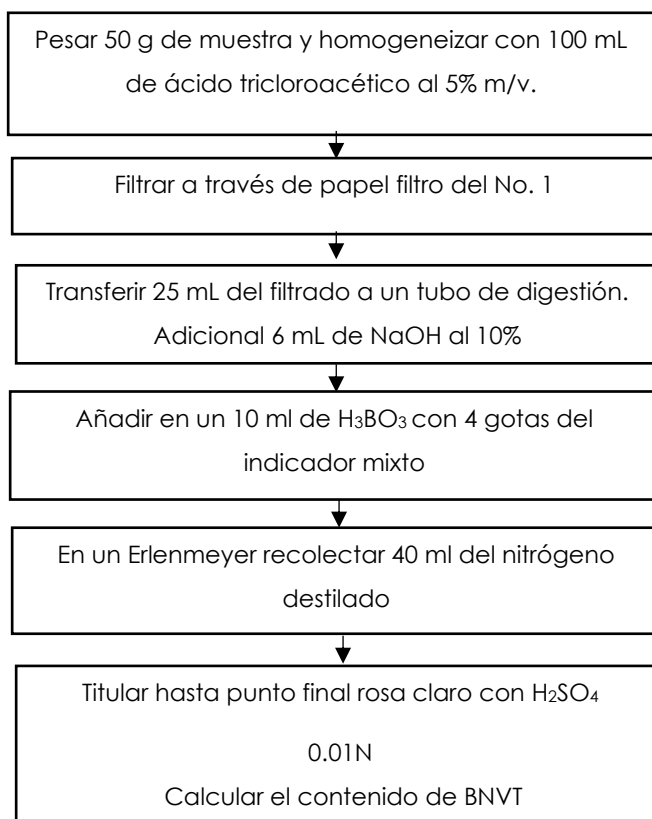 Pesar 50 g de muestra y homogeneizar con 100 mL
de ácido tricloroacético al 5% m/v.
Filtrar a través de papel filtro del No. 1
Transferir 25 mL del filtrado a un tubo de digestión.
Adicional 6 mL de NaOH al 10%
Añadir en un 10 ml de H₃BO₃ con 4 gotas del
indicador mixto
En un Erlenmeyer recolectar 40 ml del nitrógeno
destilado
Titular hasta punto final rosa claro con H₂SO₄
0.01N
Calcular el contenido de BNVT